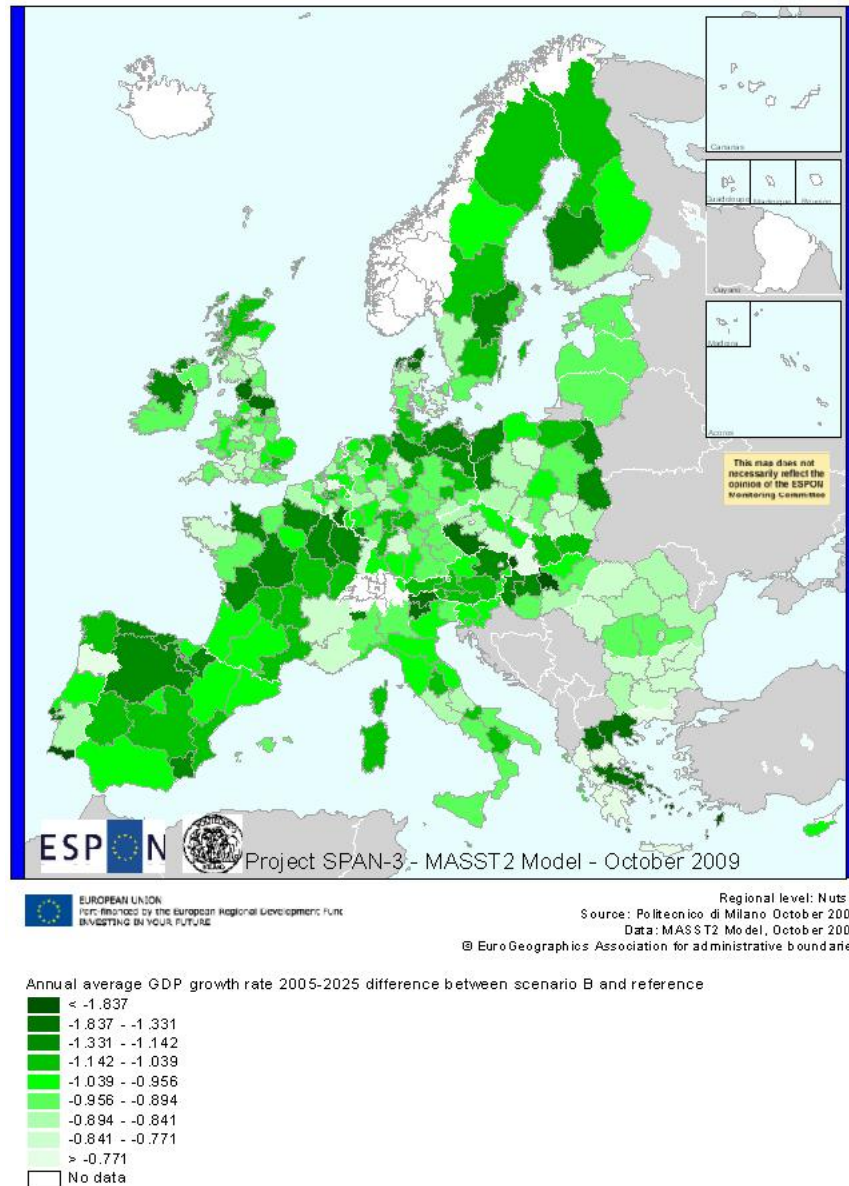 Canarias
Guadeloupe
Réunion
Guyane
Madeira
Acores
This map does not
necessarily reflect the
opinion of the ESPON
Monitoring Committee
ESPON
Project SPAN-3 - MASST2 Model - October 2009
EUROPEAN UNION
Part-financed by the European Regional Development Fund
INVESTING IN YOUR FUTURE
Regional level: Nuts
Source: Politecnico di Milano October 200
Data: MASST2 Model, October 200
© EuroGeographics Association for administrative boundarie
Annual average GDP growth rate 2005-2025 difference between scenario B and reference
< -1.837
-1.837 - -1.331
-1.331 - -1.142
-1.142 - -1.039
-1.039 - -0.956
-0.956 - -0.894
-0.894 - -0.841
-0.841 - -0.771
> -0.771
No data